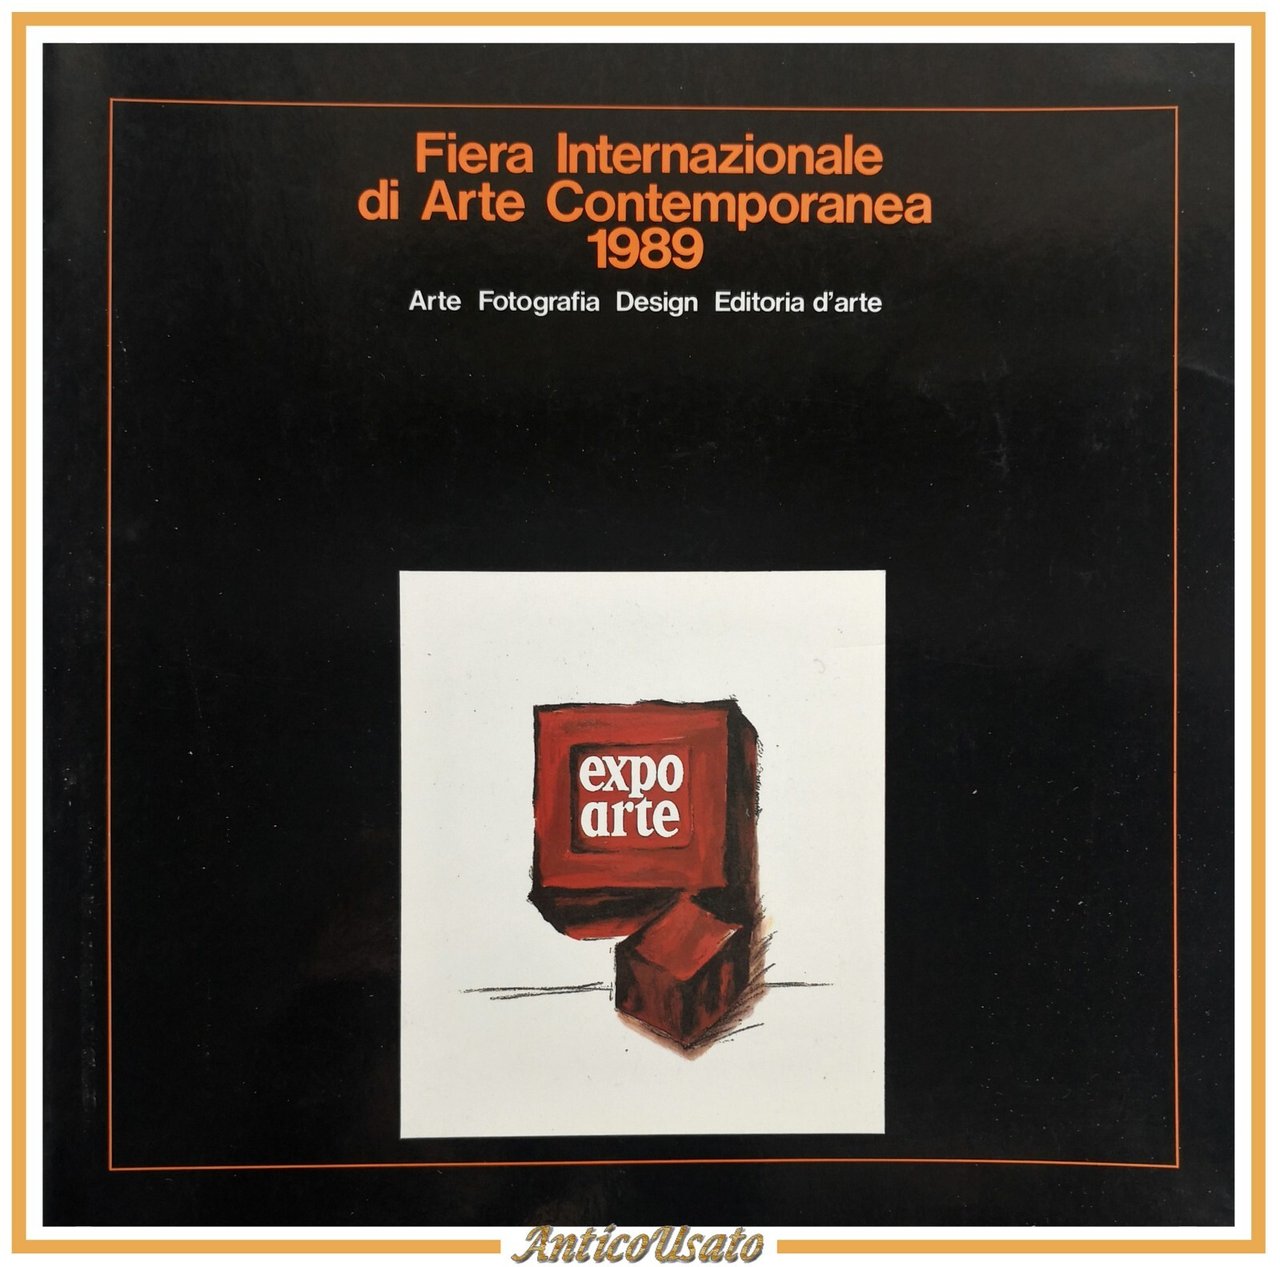 Fiera Internazionale
di Arte Contemporanea
1989
Arte Fotografia Design Editoria d'arte
expo
arte
AnticoUsato